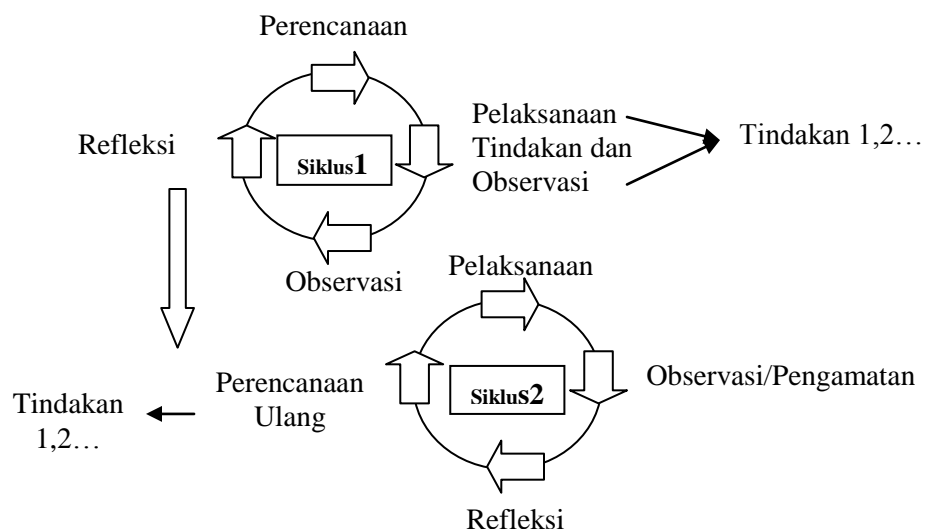 Perencanaan
Refleksi
Siklus1
Pelaksanaan
Tindakan dan
Observasi
Tindakan 1,2…
Observasi
Pelaksanaan
Tindakan
1,2…
Perencanaan
Ulang
Siklus2
Observasi/Pengamatan
Refleksi